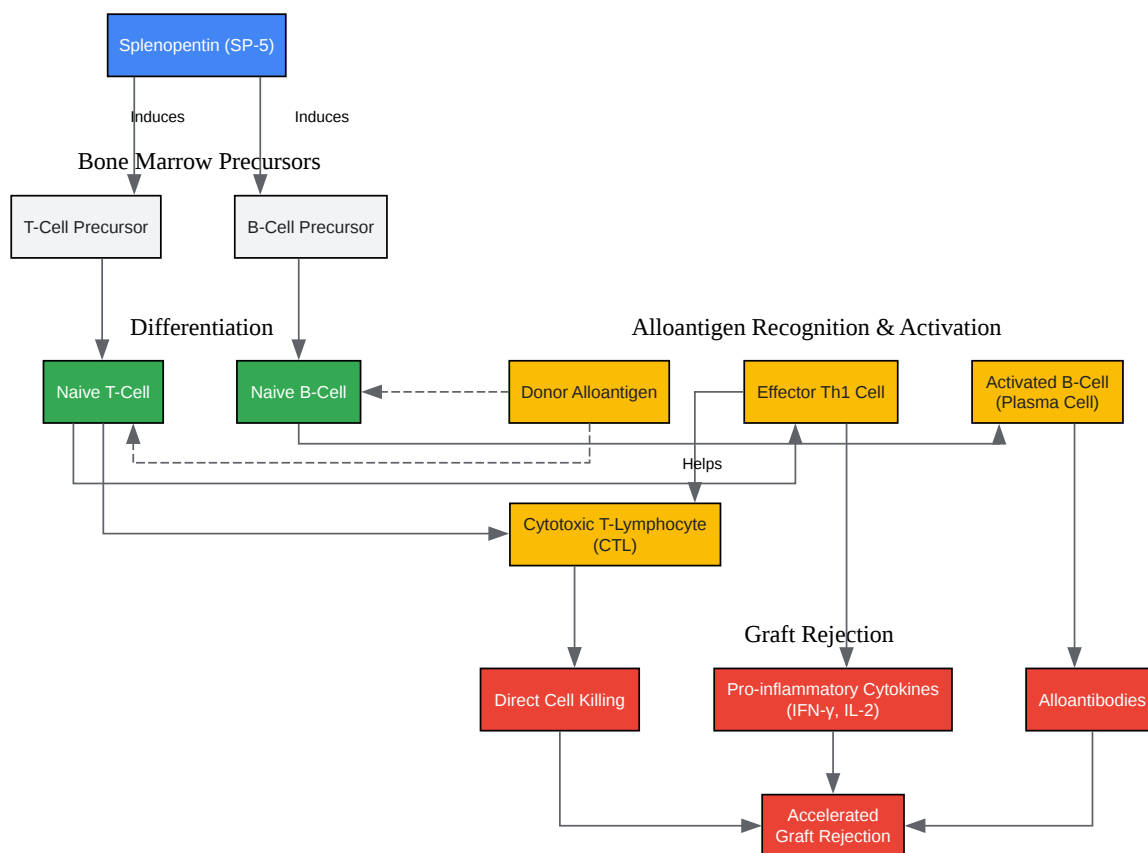 Splenopentin (SP-5)
Induces
Induces
Bone Marrow Precursors
T-Cell Precursor
B-Cell Precursor
Differentiation
Alloantigen Recognition & Activation
Naive T-Cell
Naive B-Cell
Donor Alloantigen
Effector Th1 Cell
Activated B-Cell
(Plasma Cell)
Helps
Cytotoxic T-Lymphocyte
(CTL)
Graft Rejection
Direct Cell Killing
Pro-inflammatory Cytokines
(IFN-γ, IL-2)
Alloantibodies
Accelerated
Graft Rejection